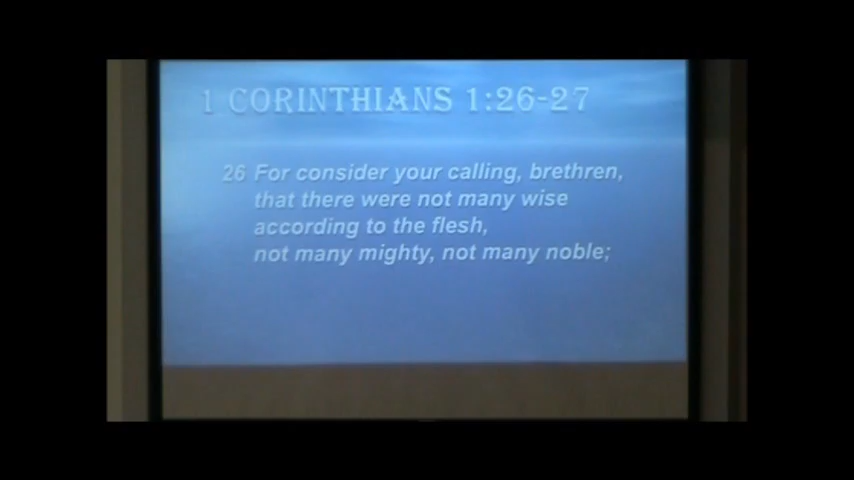 1 CORINTHIANS 1:26-27
26 For consider your calling, brethren,
that there were not many wise
according to the flesh,
not many mighty, not many noble;